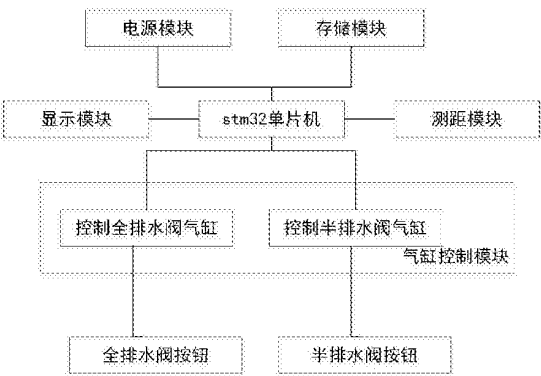 电源模块
存储模块
显示模块
stm32单片机
测距模块
控制全排水阀气缸
控制半排水阀气缸
气缸控制模块
全排水阀按钮
半排水阀按钮